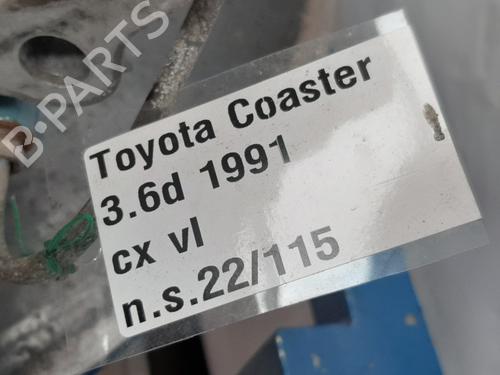 B-PARTS
Toyota Coaster
3.6d 1991
cx vl
n.s.22/115